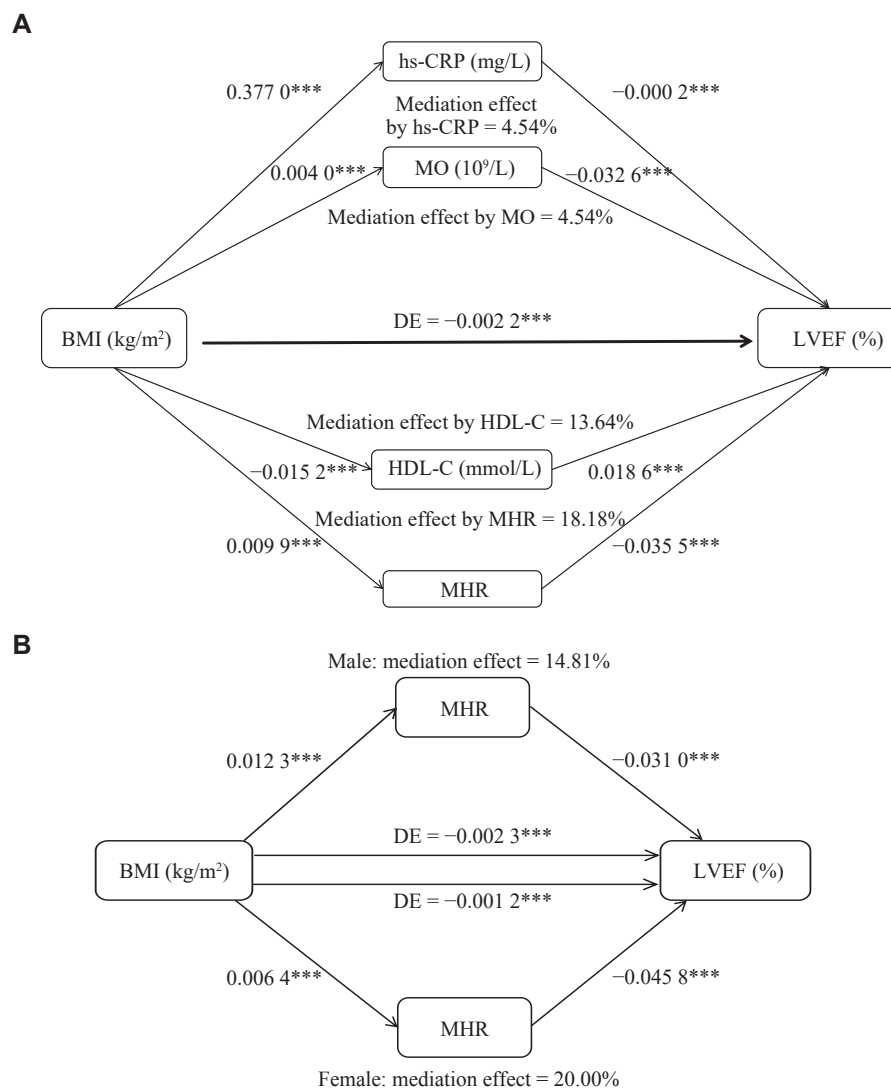 A
hs-CRP (mg/L)
0.377 0***
−0.000 2***
Mediation effect
by hs-CRP = 4.54%
MO (10⁹/L)
0.004 0***
−0.032 6***
Mediation effect by MO = 4.54%
DE = −0.002 2***
BMI (kg/m²)
LVEF (%)
Mediation effect by HDL-C = 13.64%
−0.015 2***
HDL-C (mmol/L)
0.018 6***
Mediation effect by MHR = 18.18%
0.009 9***
−0.035 5***
MHR
B
Male: mediation effect = 14.81%
MHR
0.012 3***
−0.031 0***
DE = −0.002 3***
BMI (kg/m²)
LVEF (%)
DE = −0.001 2***
0.006 4***
−0.045 8***
MHR
Female: mediation effect = 20.00%